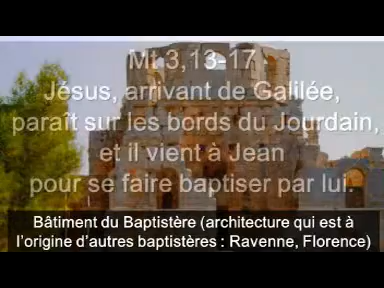 Mt 3,13-17
Jésus, arrivant de Galilée,
paraît sur les bords du Jourdain,
et il vient à Jean
pour se faire baptiser par lui.
Bâtiment du Baptistère (architecture qui est à
l'origine d'autres baptistères : Ravenne, Florence)